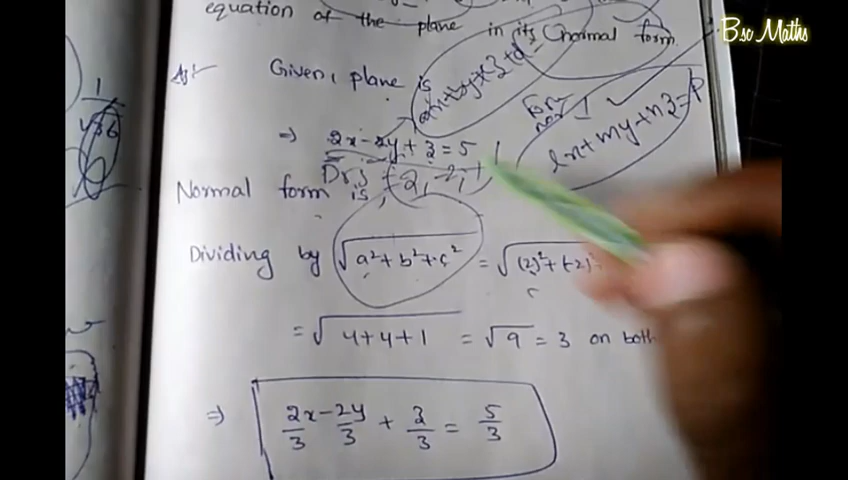 equation of the plane in its (normal form
Bsc Maths
Ans:- Given, plane is
ax+by+cz+d=
⇒ 2x-2y+z=5
lx+my+nz=P
Dr.s = 2, -2, 1
Normal form is,
Dividing by √a²+b²+c² = √(2)²+(-2)²
= √4+4+1 = √9 = 3 on both
⇒ 2x/3 - 2y/3 + z/3 = 5/3